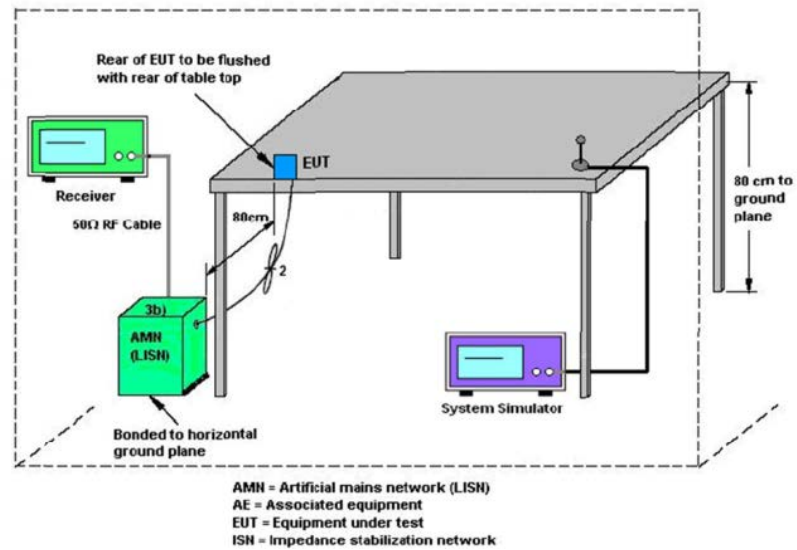 Rear of EUT to be flushed
with rear of table top
EUT
Receiver
50Ω RF Cable
80cm
2
80 cm to
ground
plane
3b)
AMN
(LISN)
System Simulator
Bonded to horizontal
ground plane
AMN = Artificial mains network (LISN)
AE = Associated equipment
EUT = Equipment under test
ISN = Impedance stabilization network